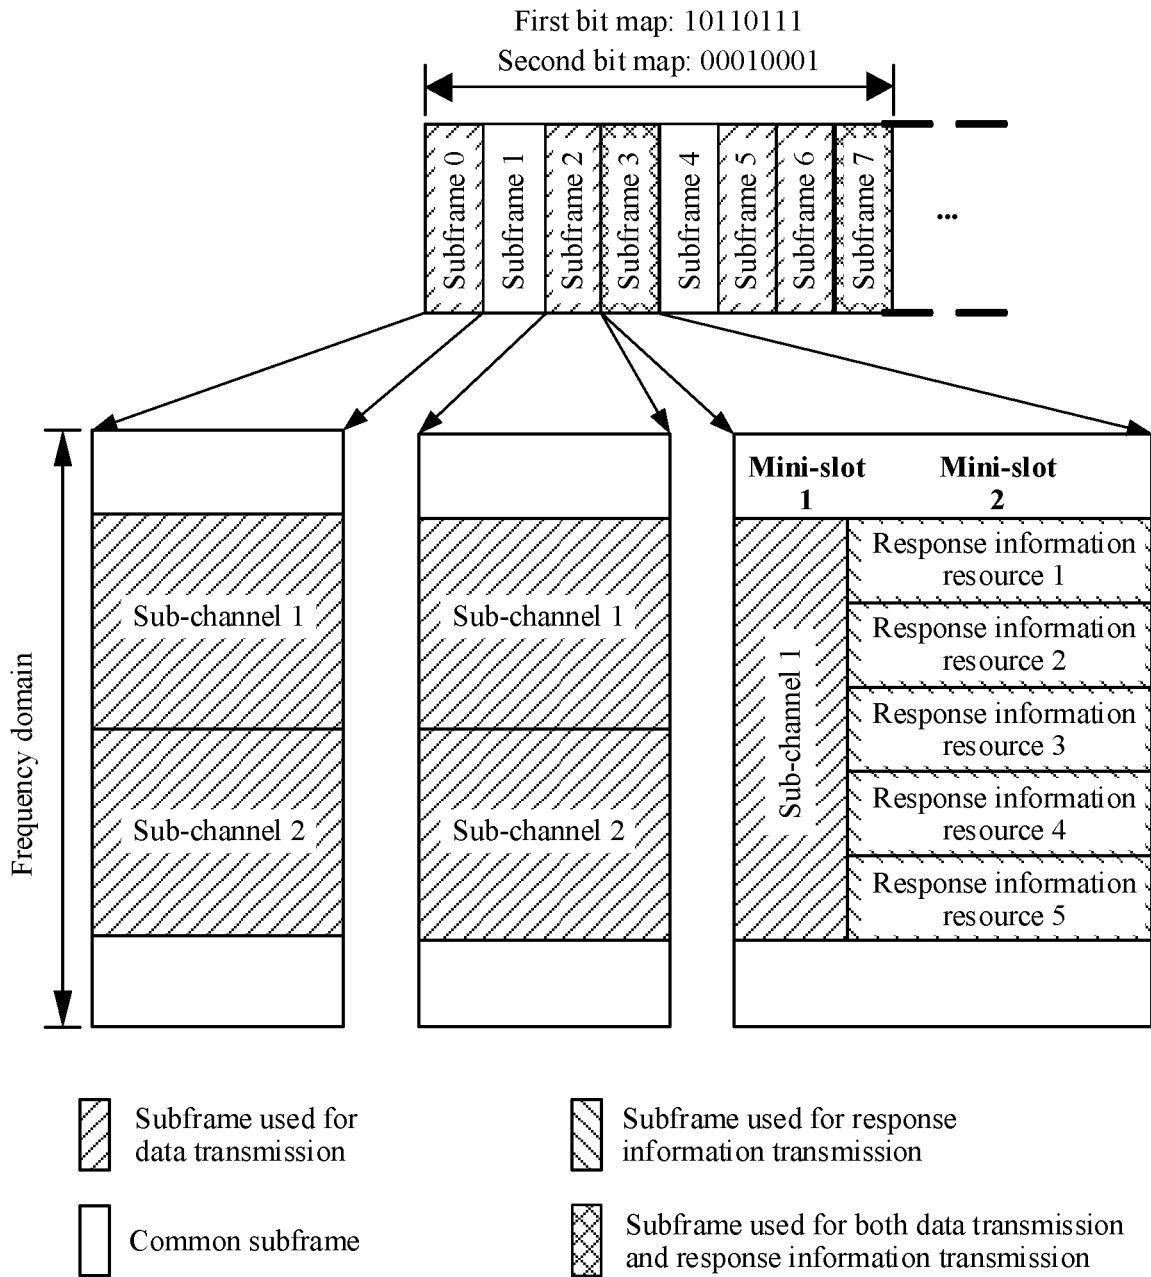 First bit map: 10110111
Second bit map: 00010001
Subframe 0
Subframe 1
Subframe 2
Subframe 3
Subframe 4
Subframe 5
Subframe 6
Subframe 7
...
Frequency domain
Sub-channel 1
Sub-channel 2
Sub-channel 1
Sub-channel 2
Mini-slot
1
Mini-slot
2
Sub-channel 1
Response information
resource 1
Response information
resource 2
Response information
resource 3
Response information
resource 4
Response information
resource 5
Subframe used for
data transmission
Subframe used for response
information transmission
Common subframe
Subframe used for both data transmission
and response information transmission